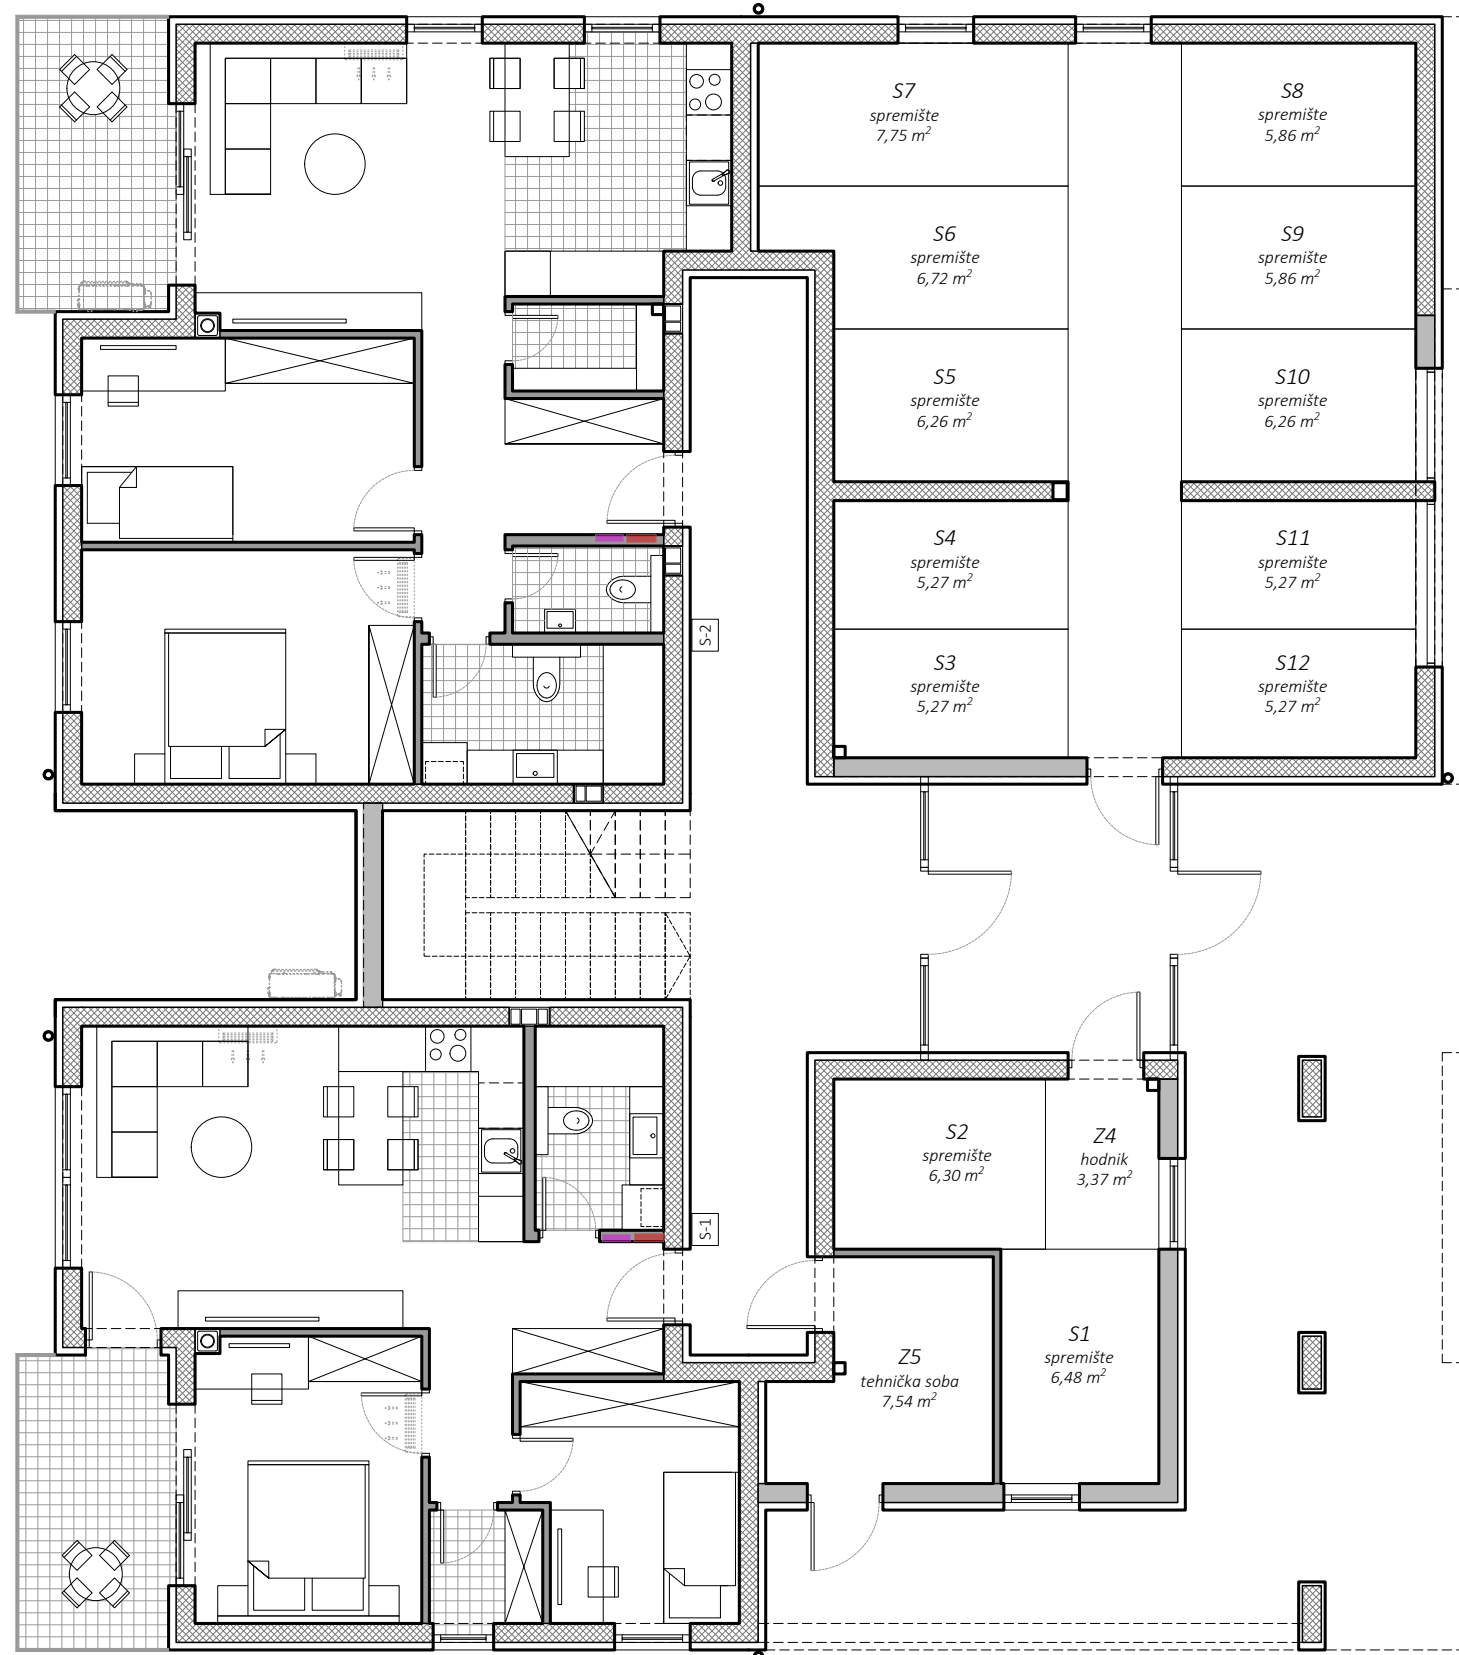 S7
spremište
7,75 m²
S8
spremište
5,86 m²
S6
spremište
6,72 m²
S9
spremište
5,86 m²
S5
spremište
6,26 m²
S10
spremište
6,26 m²
S4
spremište
5,27 m²
S11
spremište
5,27 m²
S-2
S3
spremište
5,27 m²
S12
spremište
5,27 m²
S2
spremište
6,30 m²
Z4
hodnik
3,37 m²
S-1
S1
spremište
6,48 m²
Z5
tehnička soba
7,54 m²